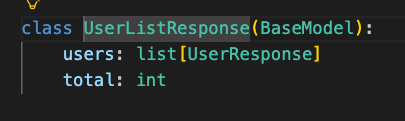 class UserListResponse(BaseModel):
    users: list[UserResponse]
    total: int